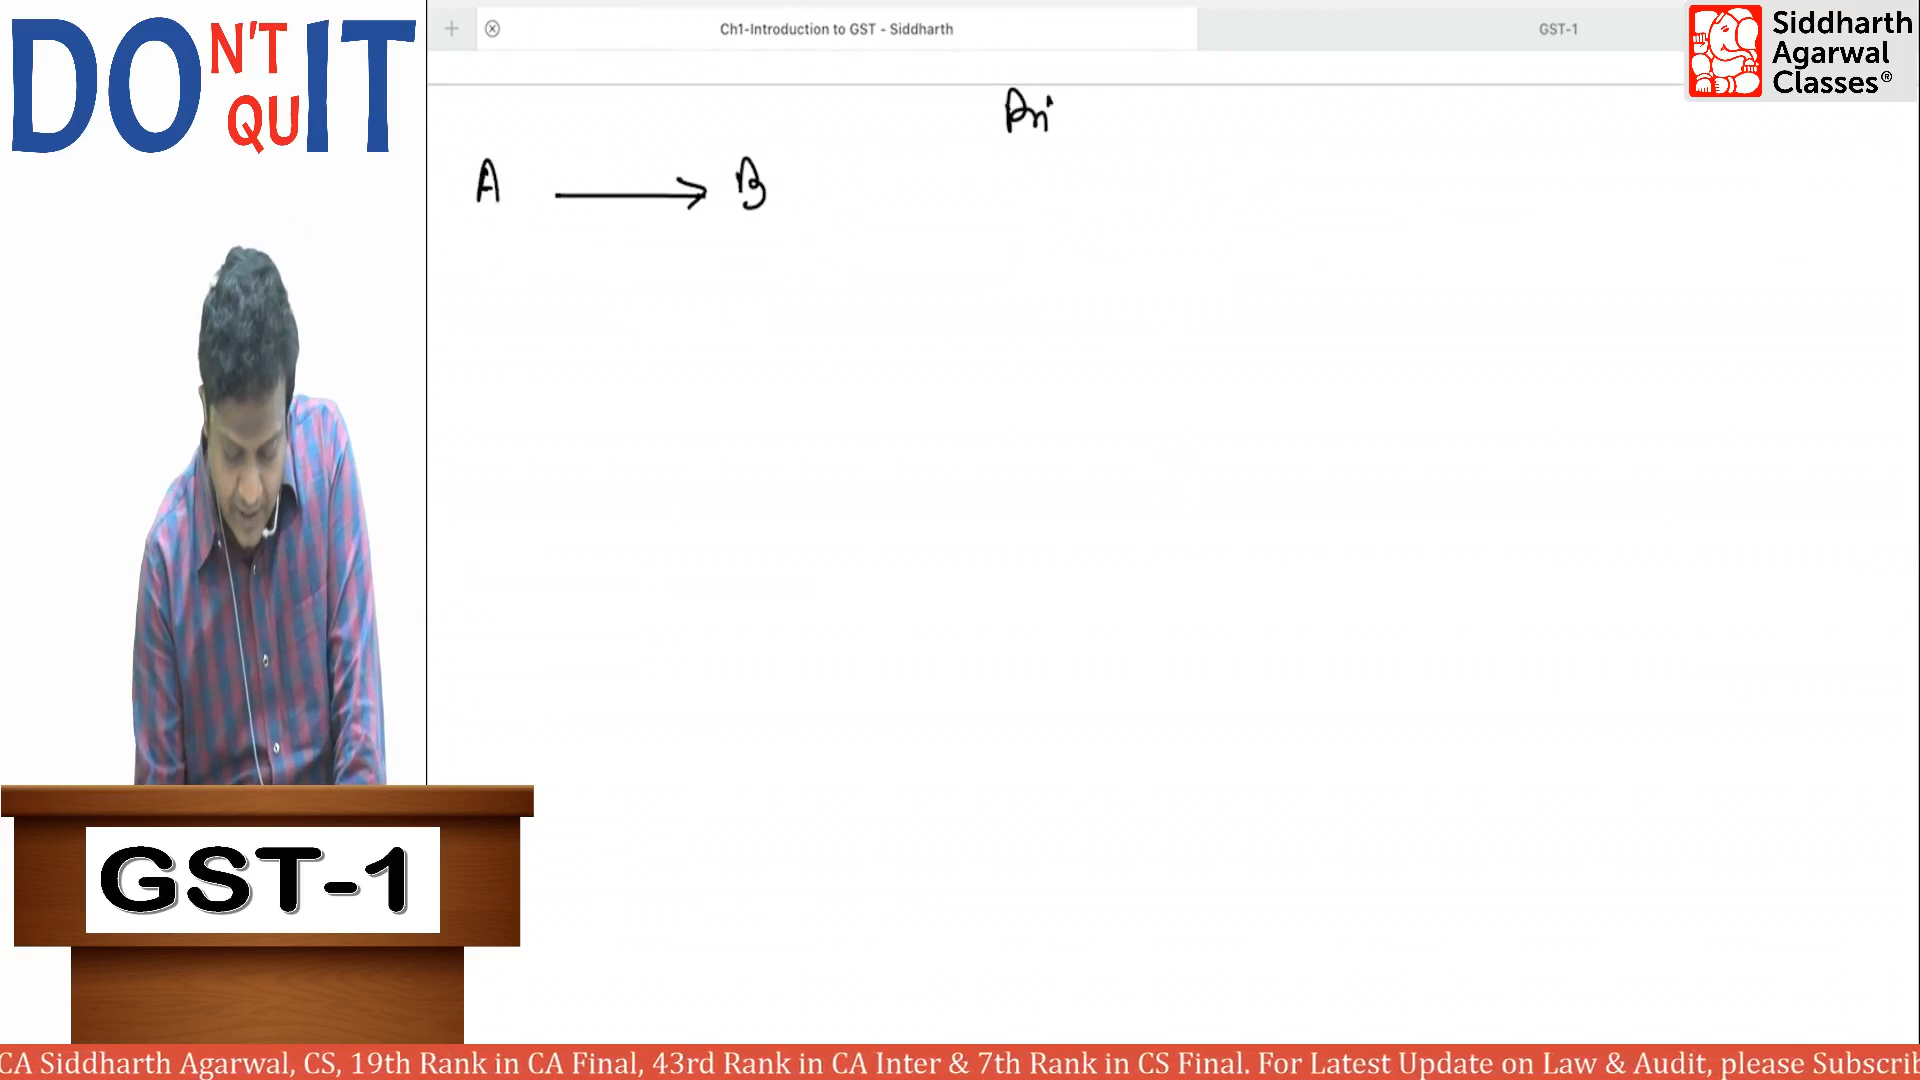 DON'T QUIT
Ch1-Introduction to GST - Siddharth
GST-1
Siddharth
Agarwal
Classes®
Pri
A → B
GST-1
CA Siddharth Agarwal, CS, 19th Rank in CA Final, 43rd Rank in CA Inter & 7th Rank in CS Final. For Latest Update on Law & Audit, please Subscrib